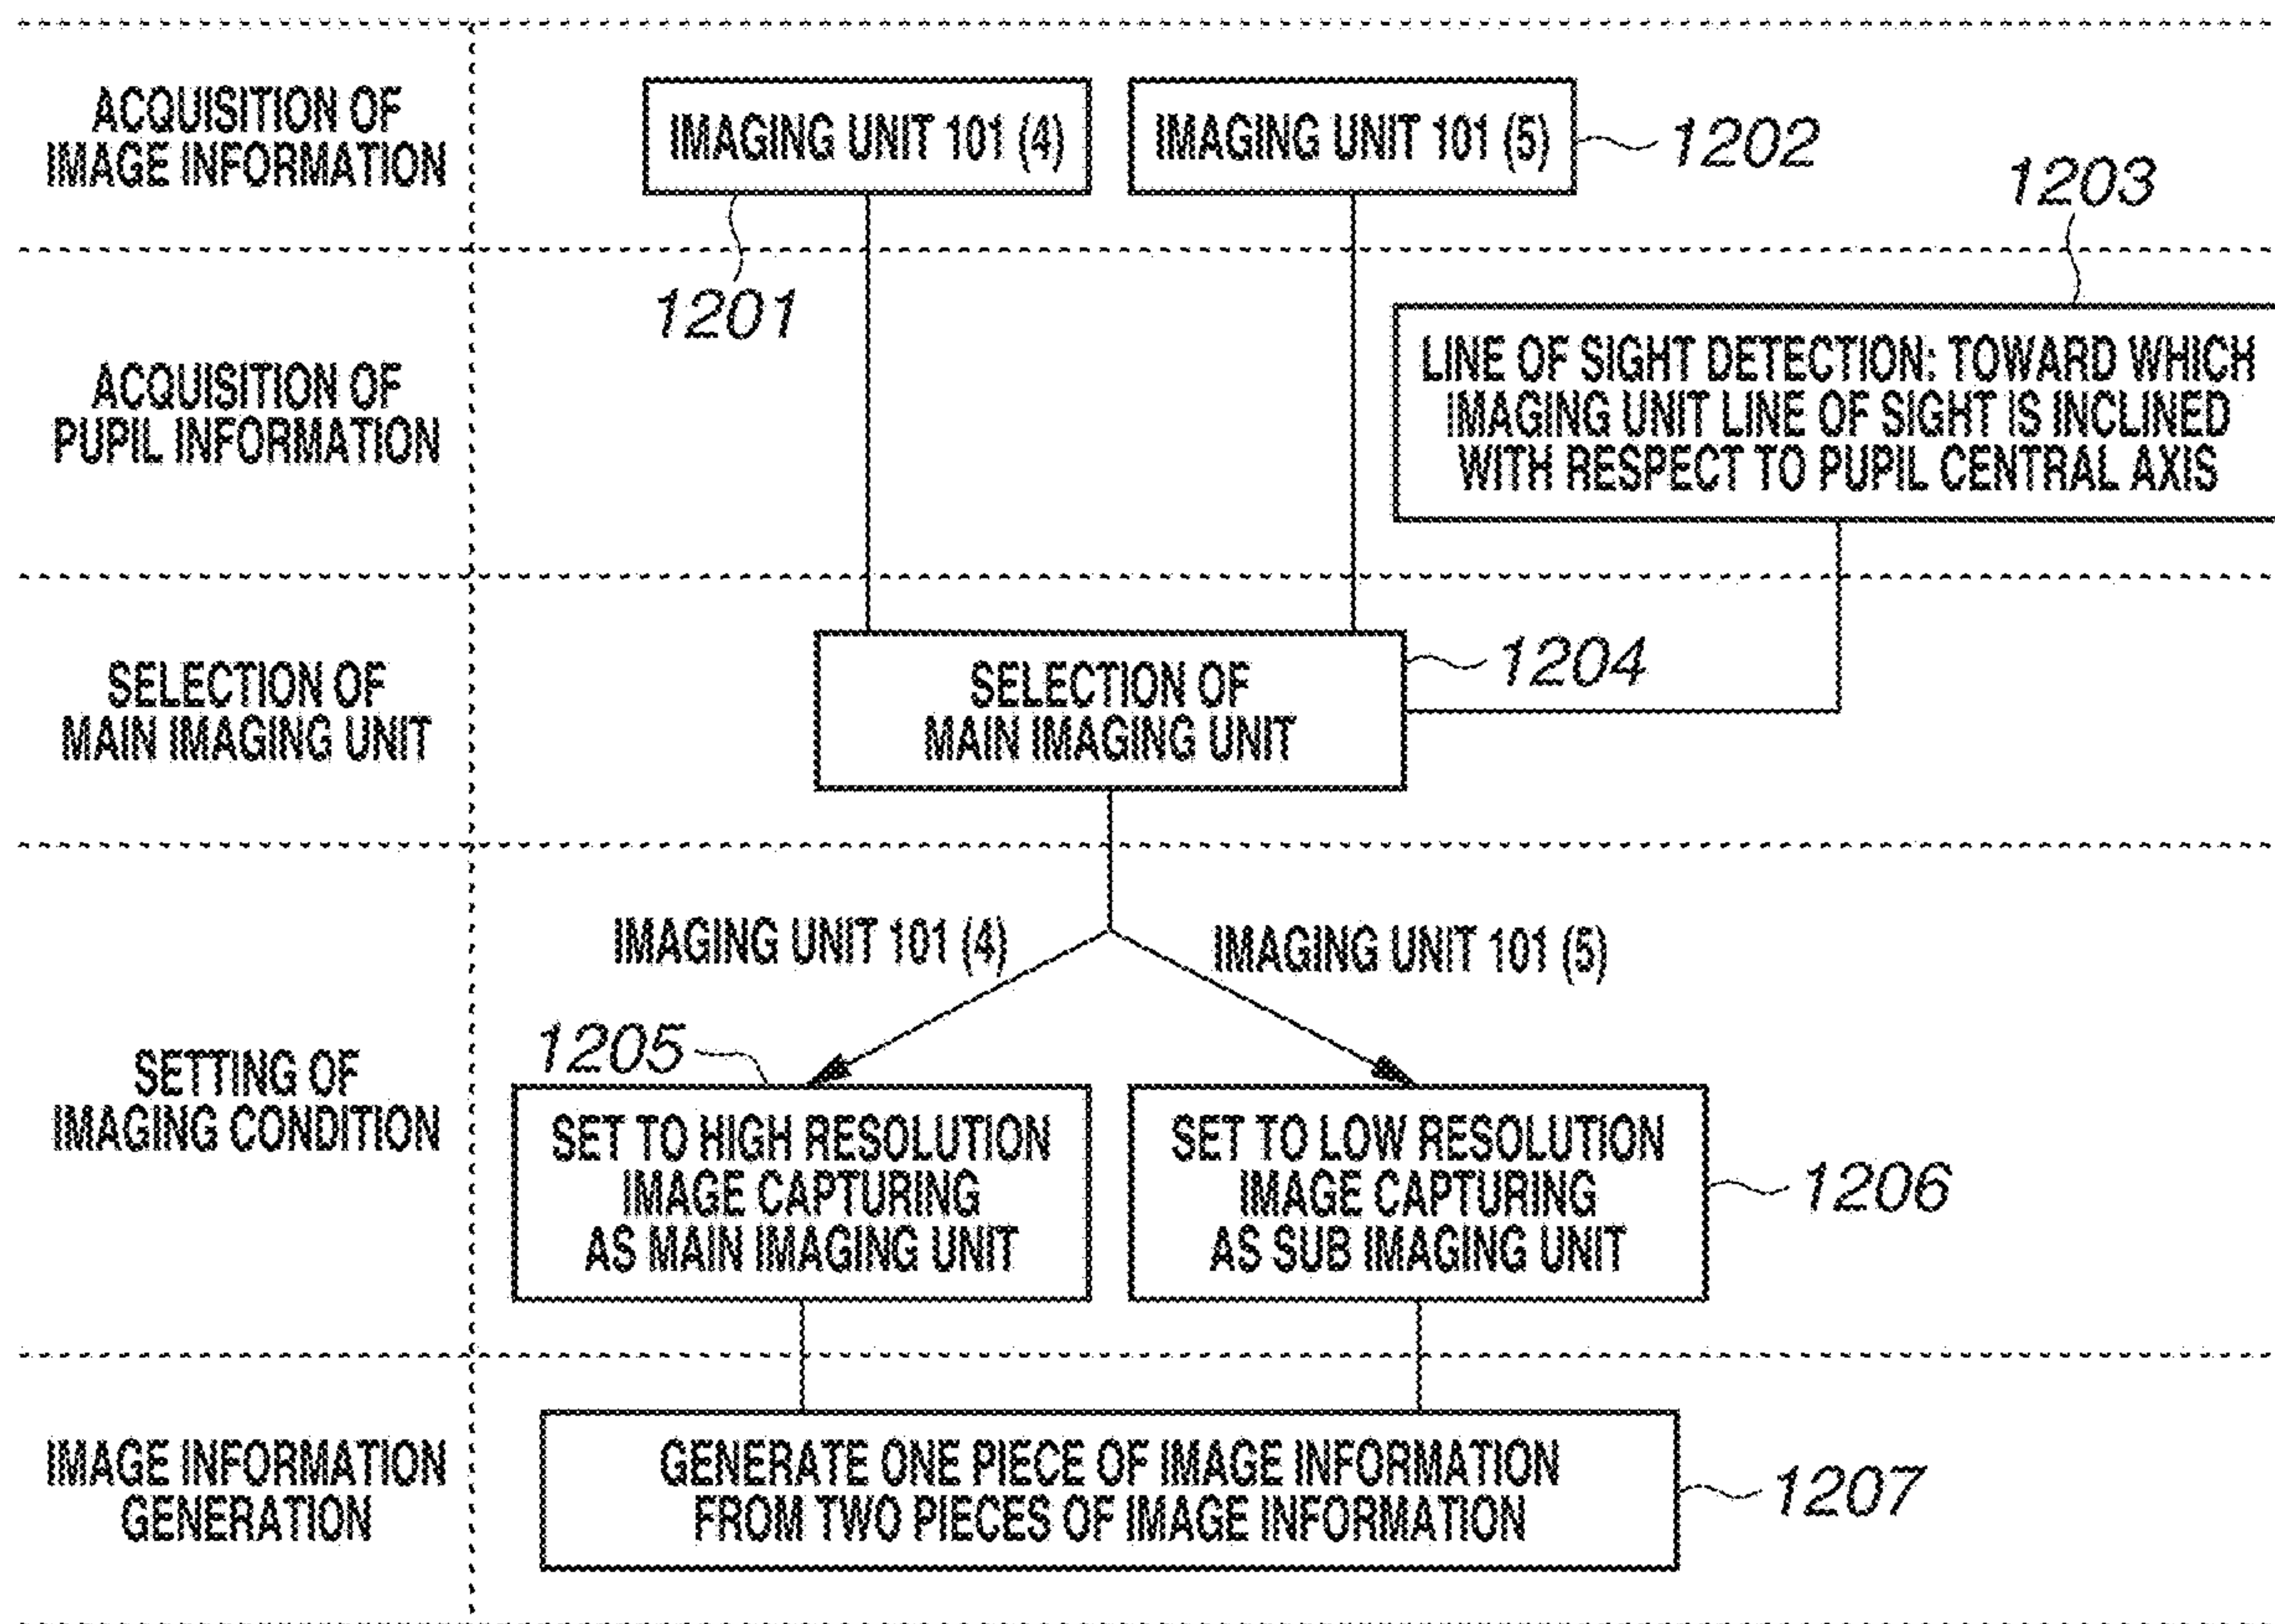 ACQUISITION OF
IMAGE INFORMATION
IMAGING UNIT 101 (4)
IMAGING UNIT 101 (5)
1202
1203
1201
ACQUISITION OF
PUPIL INFORMATION
LINE OF SIGHT DETECTION: TOWARD WHICH
IMAGING UNIT LINE OF SIGHT IS INCLINED
WITH RESPECT TO PUPIL CENTRAL AXIS
SELECTION OF
MAIN IMAGING UNIT
SELECTION OF
MAIN IMAGING UNIT
1204
IMAGING UNIT 101 (4)
IMAGING UNIT 101 (5)
SETTING OF
IMAGING CONDITION
1205
SET TO HIGH RESOLUTION
IMAGE CAPTURING
AS MAIN IMAGING UNIT
SET TO LOW RESOLUTION
IMAGE CAPTURING
AS SUB IMAGING UNIT
1206
IMAGE INFORMATION
GENERATION
GENERATE ONE PIECE OF IMAGE INFORMATION
FROM TWO PIECES OF IMAGE INFORMATION
1207